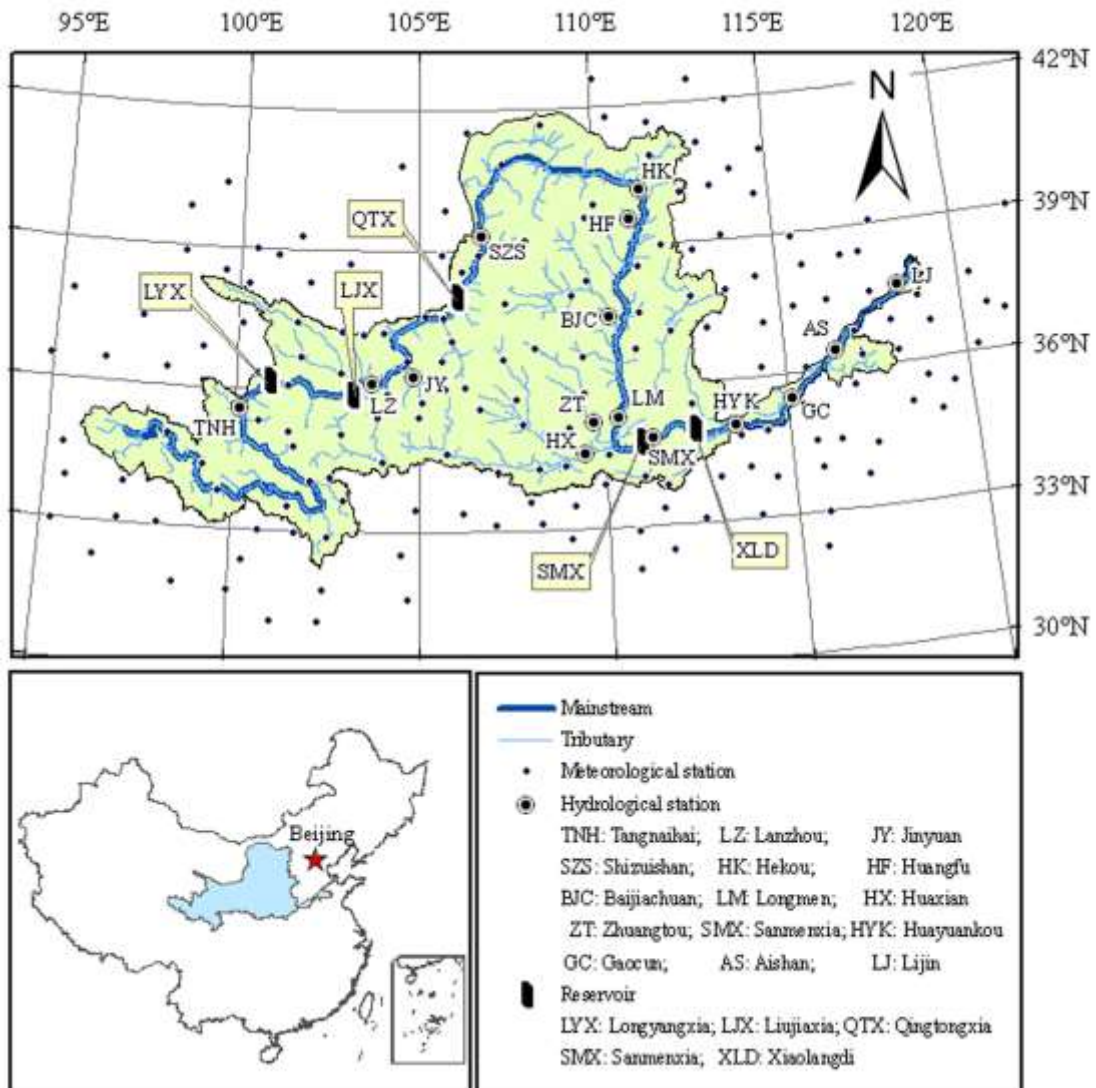 95°E 100°E 105°E 110°E 115°E 120°E
42°N
N
HK
39°N
QTX
HF
SZS
LYX
LJX
LJ
BJC
AS
36°N
JY
LZ
ZT
LM
HYK
GC
TNH
HX
SMX
33°N
XLD
SMX
30°N
Beijing
Mainstream
Tributary
Meteorological station
Hydrological station
TNH: Tangnaihai; LZ: Lanzhou; JY: Jinyuan
SZS: Shizuishan; HK: Hekou; HF: Huangfu
BJC: Baijiachuan; LM: Longmen; HX: Huaxian
ZT: Zhuangtou; SMX: Sanmenxia; HYK: Huayuankou
GC: Gaocun; AS: Aishan; LJ: Lijin
Reservoir
LYX: Longyangxia; LJX: Liujiaxia; QTX: Qingtongxia
SMX: Sanmenxia; XLD: Xiaolangdi